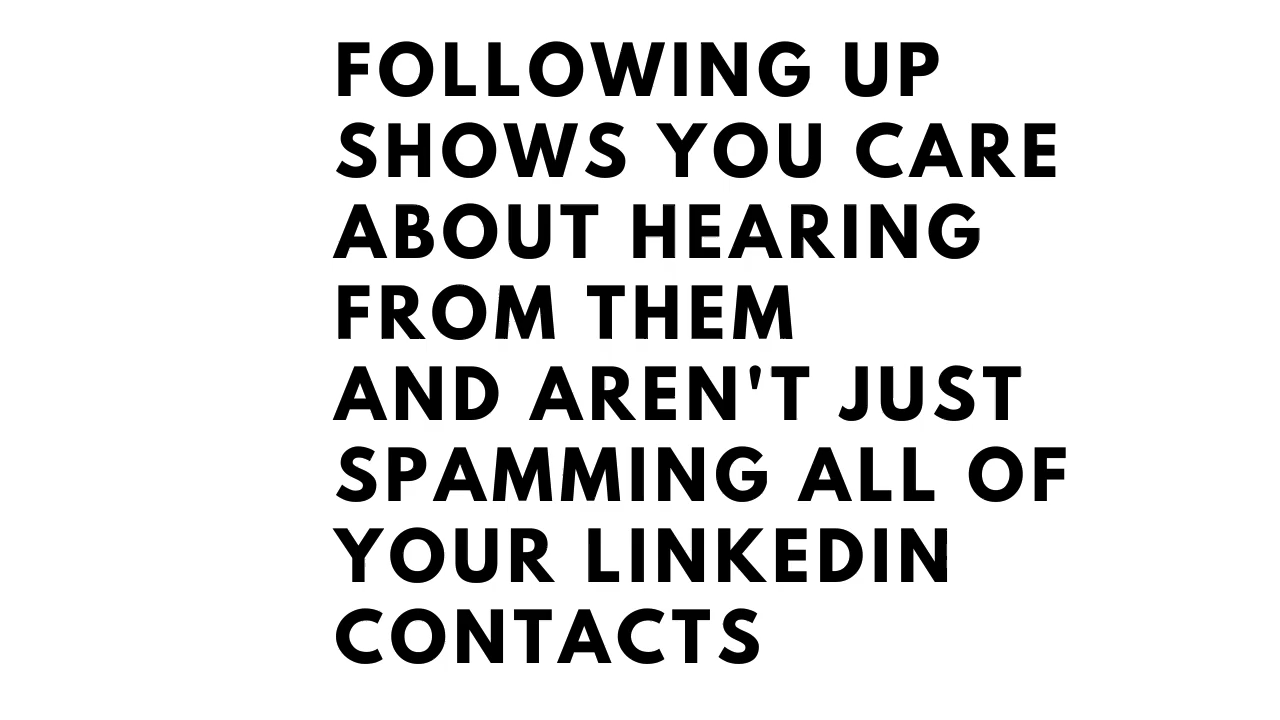 FOLLOWING UP
SHOWS YOU CARE
ABOUT HEARING
FROM THEM
AND AREN'T JUST
SPAMMING ALL OF
YOUR LINKEDIN
CONTACTS